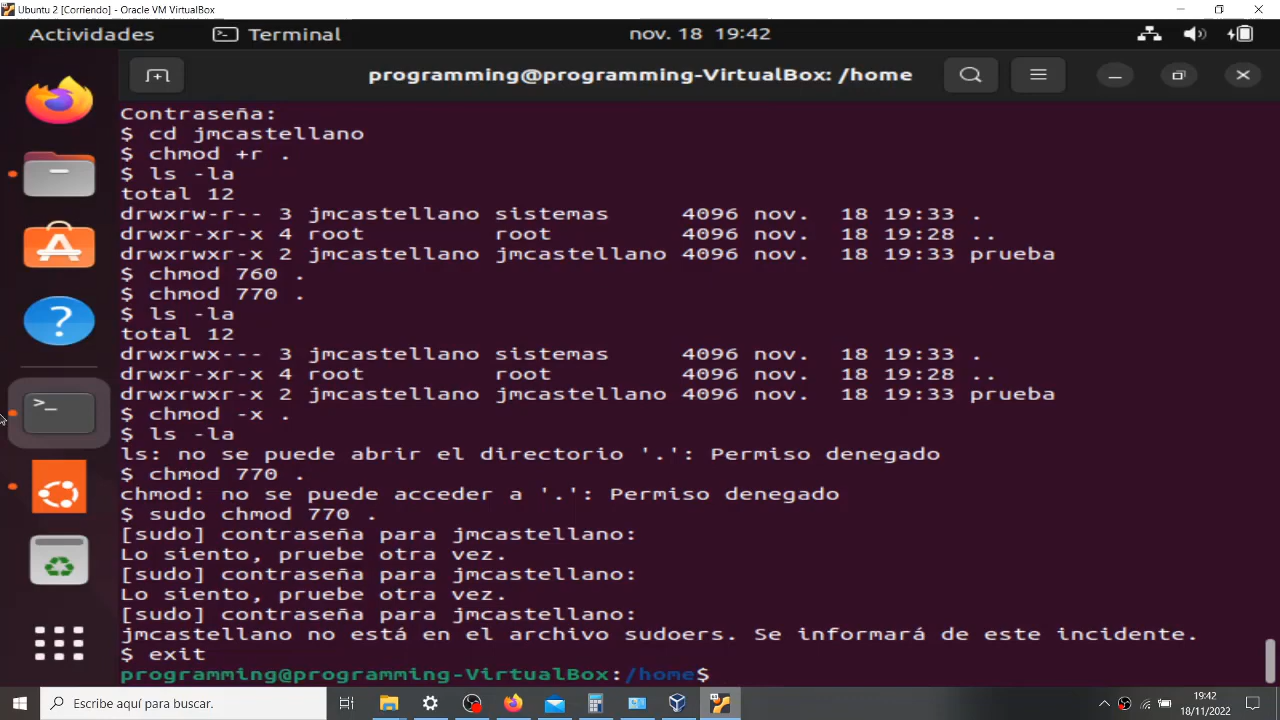 Ubuntu 2 [Corriendo] - Oracle VM VirtualBox
Actividades Terminal nov. 18 19:42
programming@programming-VirtualBox: /home
Contraseña:
$ cd jmcastellano
$ chmod +r .
$ ls -la
total 12
drwxrw-r-- 3 jmcastellano sistemas 4096 nov. 18 19:33 .
drwxr-xr-x 4 root root 4096 nov. 18 19:28 ..
drwxrwxr-x 2 jmcastellano jmcastellano 4096 nov. 18 19:33 prueba
$ chmod 760 .
$ chmod 770 .
$ ls -la
total 12
drwxrwx--- 3 jmcastellano sistemas 4096 nov. 18 19:33 .
drwxr-xr-x 4 root root 4096 nov. 18 19:28 ..
drwxrwxr-x 2 jmcastellano jmcastellano 4096 nov. 18 19:33 prueba
$ chmod -x .
$ ls -la
ls: no se puede abrir el directorio '.': Permiso denegado
$ chmod 770 .
chmod: no se puede acceder a '.': Permiso denegado
$ sudo chmod 770 .
[sudo] contraseña para jmcastellano:
Lo siento, pruebe otra vez.
[sudo] contraseña para jmcastellano:
Lo siento, pruebe otra vez.
[sudo] contraseña para jmcastellano:
jmcastellano no está en el archivo sudoers. Se informará de este incidente.
$ exit
programming@programming-VirtualBox:/home$
Escribe aquí para buscar.
19:42
18/11/2022